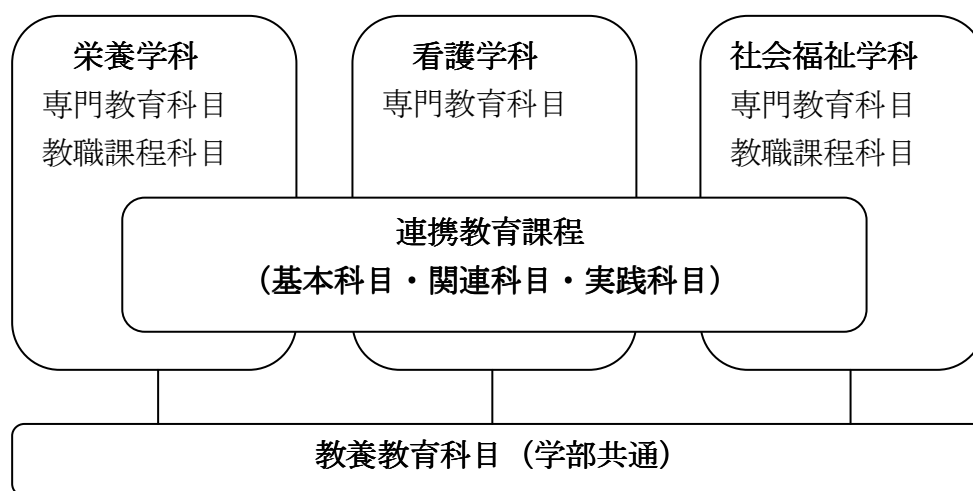 栄養学科
専門教育科目
教職課程科目
看護学科
専門教育科目
社会福祉学科
専門教育科目
教職課程科目
連携教育課程
（基本科目・関連科目・実践科目）
教養教育科目（学部共通）